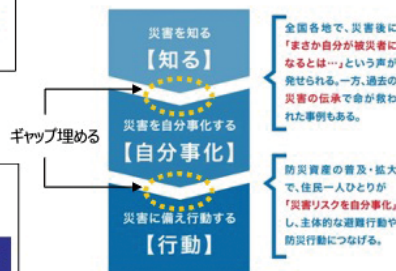 災害を知る
【知る】
ギャップ埋める
災害を自分事化する
【自分事化】
災害に備え行動する
【行動】
全国各地で、災害後に
「まさか自分が被災者に
なるとは…」という声が
発せられる。一方、過去の
災害の伝承で命が救わ
れた事例もある。
防災資産の普及・拡大
で、住民一人ひとりが
「災害リスクを自分事化」
し、主体的な避難行動や
防災行動につなげる。